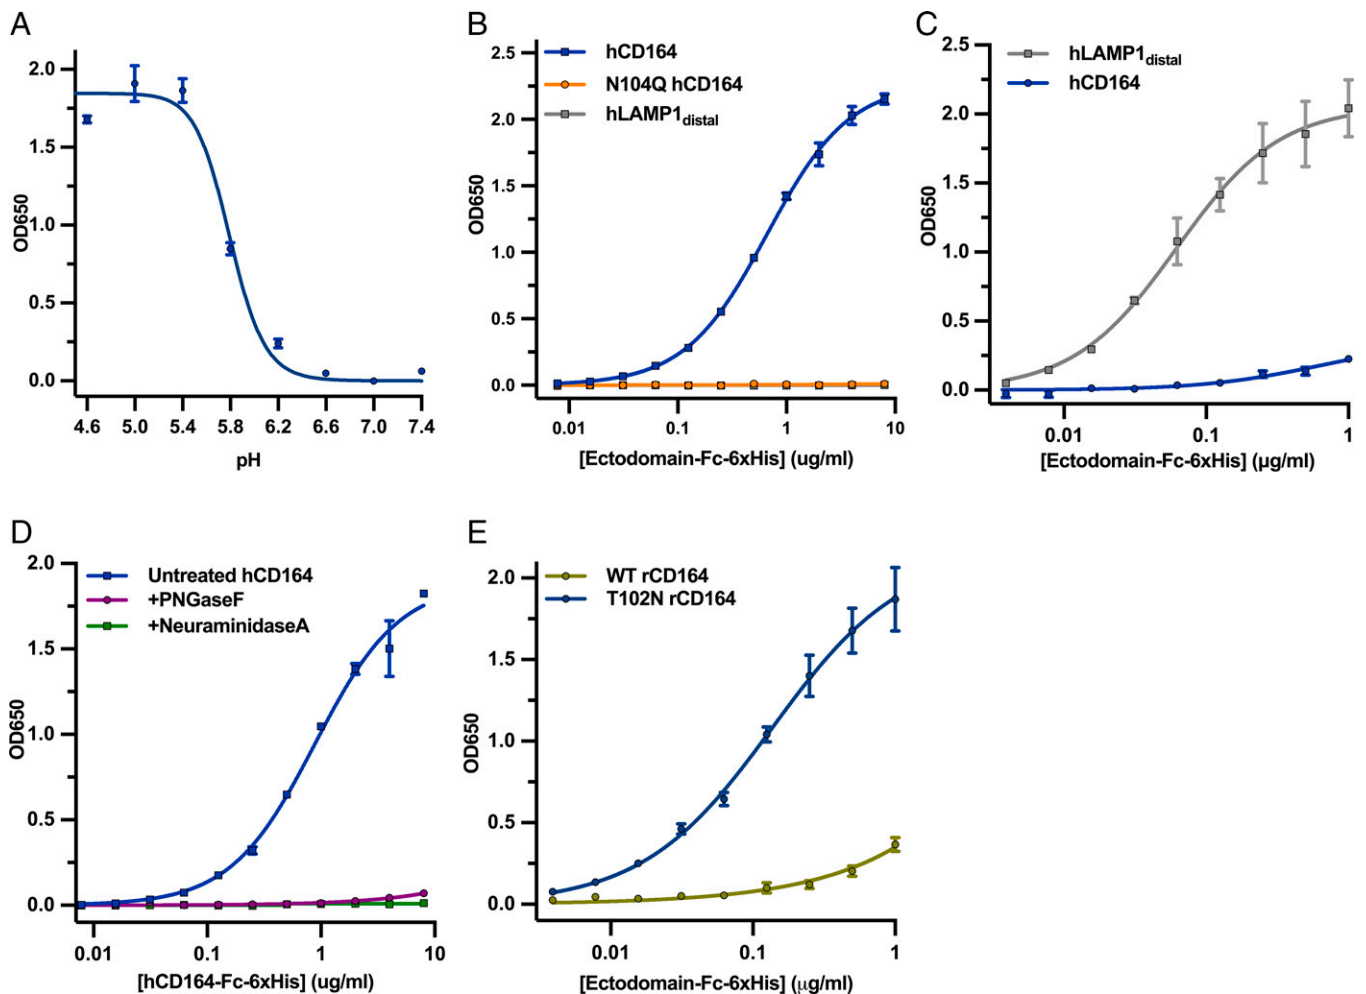 A
2.0
1.5
1.0
0.5
0.0
OD650
4.6 5.0 5.4 5.8 6.2 6.6 7.0 7.4
pH
B
hCD164
N104Q hCD164
hLAMP1distal
2.5
2.0
1.5
1.0
0.5
0.0
OD650
0.01 0.1 1 10
[Ectodomain-Fc-6xHis] (ug/ml)
C
hLAMP1distal
hCD164
2.5
2.0
1.5
1.0
0.5
0.0
OD650
0.01 0.1 1
[Ectodomain-Fc-6xHis] (µg/ml)
D
Untreated hCD164
+PNGaseF
+NeuraminidaseA
2.0
1.5
1.0
0.5
0.0
OD650
0.01 0.1 1 10
[hCD164-Fc-6xHis] (ug/ml)
E
WT rCD164
T102N rCD164
2.0
1.5
1.0
0.5
0.0
OD650
0.01 0.1 1
[Ectodomain-Fc-6xHis] (µg/ml)